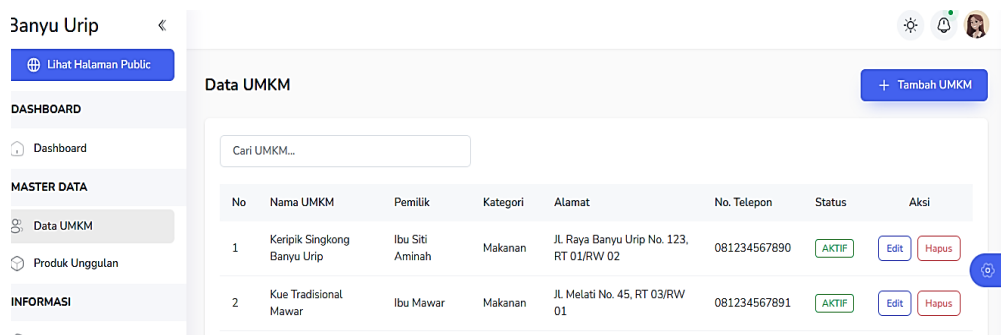 Banyu Urip
Lihat Halaman Public
DASHBOARD
Dashboard
MASTER DATA
Data UMKM
Produk Unggulan
INFORMASI
Data UMKM
+ Tambah UMKM
Cari UMKM...
No Nama UMKM Pemilik Kategori Alamat No. Telepon Status Aksi
1 Keripik Singkong Banyu Urip Ibu Siti Aminah Makanan JL. Raya Banyu Urip No. 123, RT 01/RW 02 081234567890 AKTIF Edit Hapus
2 Kue Tradisional Mawar Ibu Mawar Makanan JL. Melati No. 45, RT 03/RW 01 081234567891 AKTIF Edit Hapus